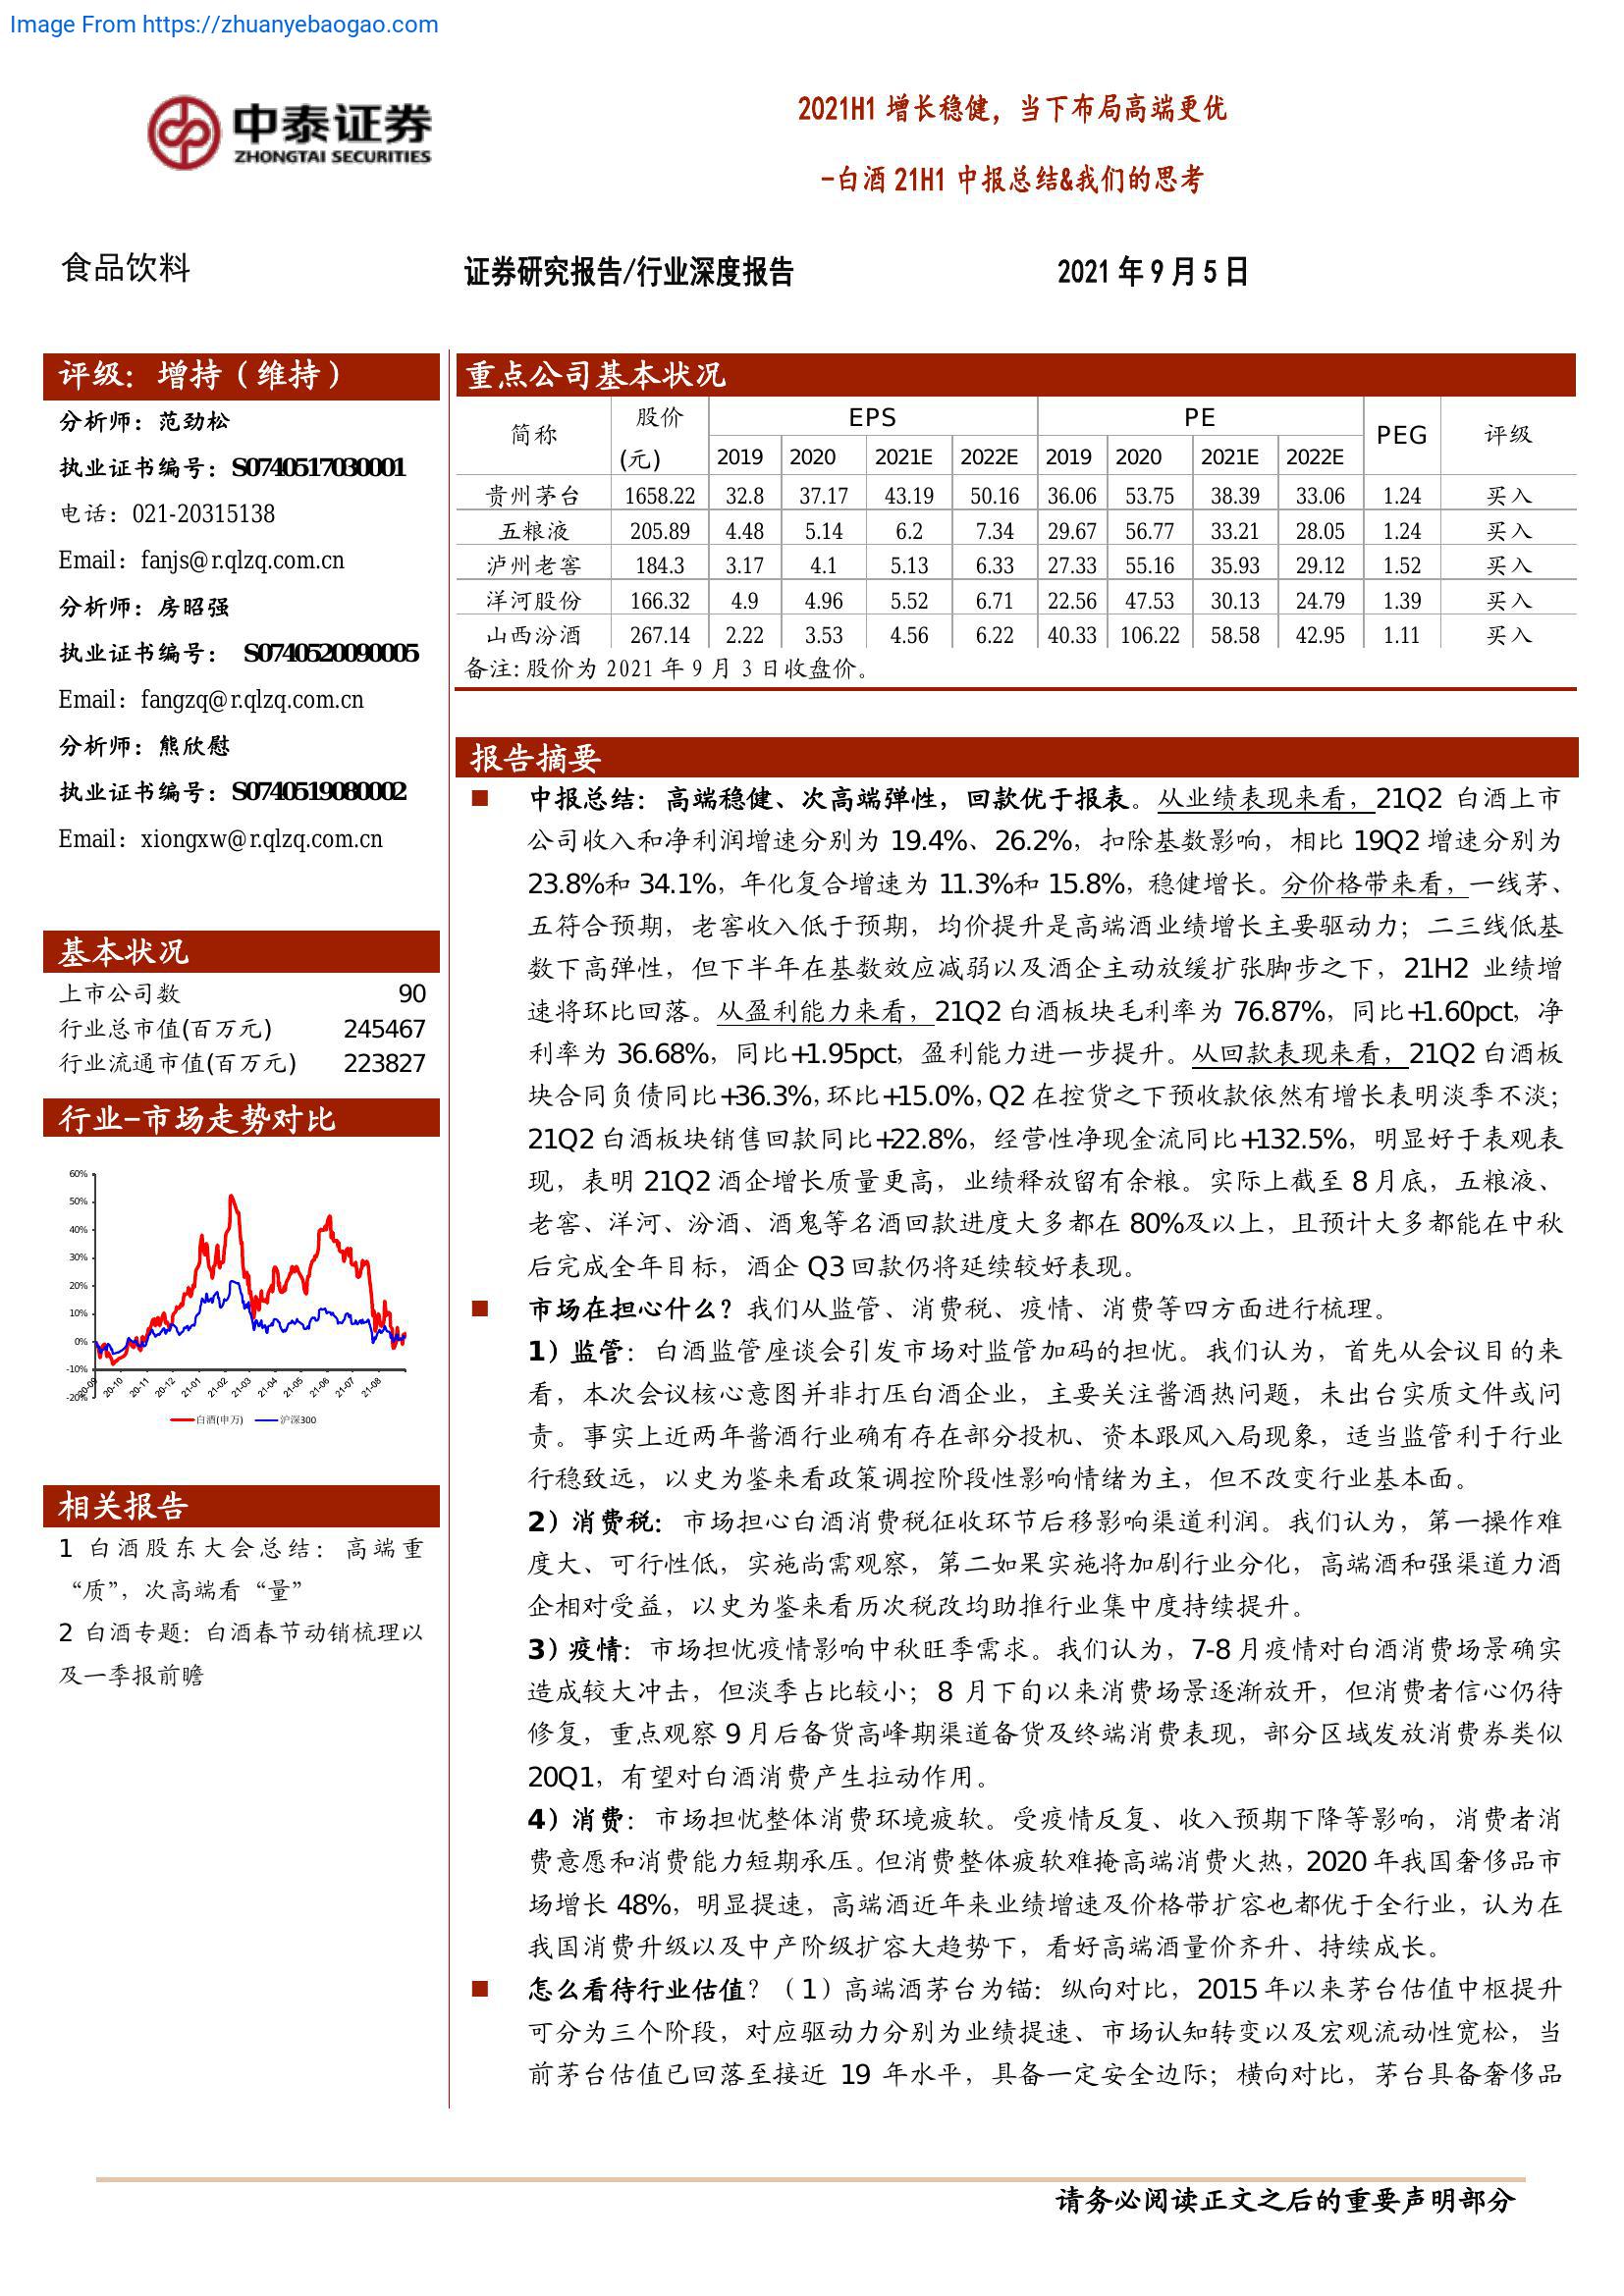 Image From https://zhuanyebaogao.com
中泰证券
ZHONGTAI SECURITIES
2021H1 增长稳健，当下布局高端更优
-白酒 21H1 中报总结&我们的思考
食品饮料
证券研究报告/行业深度报告
2021 年 9 月 5 日
评级：增持（维持）
分析师：范劲松
执业证书编号：S0740517030001
电话：021-20315138
Email：fanjs@r.qlzq.com.cn
分析师：房昭强
执业证书编号： S0740520090005
Email：fangzq@r.qlzq.com.cn
分析师：熊欣慰
执业证书编号：S0740519080002
Email：xiongxw@r.qlzq.com.cn
基本状况
上市公司数 90
行业总市值(百万元) 245467
行业流通市值(百万元) 223827
行业-市场走势对比
60%
50%
40%
30%
20%
10%
0%
-10%
-20%
20-09 20-10 20-11 20-12 21-01 21-02 21-03 21-04 21-05 21-06 21-07 21-08
白酒(申万) 沪深300
相关报告
1 白酒股东大会总结：高端重
“质”，次高端看“量”
2 白酒专题：白酒春节动销梳理以
及一季报前瞻
重点公司基本状况
简称 股价 (元) EPS PE PEG 评级
2019 2020 2021E 2022E 2019 2020 2021E 2022E
贵州茅台 1658.22 32.8 37.17 43.19 50.16 36.06 53.75 38.39 33.06 1.24 买入
五粮液 205.89 4.48 5.14 6.2 7.34 29.67 56.77 33.21 28.05 1.24 买入
泸州老窖 184.3 3.17 4.1 5.13 6.33 27.33 55.16 35.93 29.12 1.52 买入
洋河股份 166.32 4.9 4.96 5.52 6.71 22.56 47.53 30.13 24.79 1.39 买入
山西汾酒 267.14 2.22 3.53 4.56 6.22 40.33 106.22 58.58 42.95 1.11 买入
备注:股价为 2021 年 9 月 3 日收盘价。
报告摘要
■ 中报总结：高端稳健、次高端弹性，回款优于报表。从业绩表现来看，21Q2 白酒上市
公司收入和净利润增速分别为 19.4%、26.2%，扣除基数影响，相比 19Q2 增速分别为
23.8%和 34.1%，年化复合增速为 11.3%和 15.8%，稳健增长。分价格带来看，一线茅、
五符合预期，老窖收入低于预期，均价提升是高端酒业绩增长主要驱动力；二三线低基
数下高弹性，但下半年在基数效应减弱以及酒企主动放缓扩张脚步之下，21H2 业绩增
速将环比回落。从盈利能力来看，21Q2 白酒板块毛利率为 76.87%，同比+1.60pct，净
利率为 36.68%，同比+1.95pct，盈利能力进一步提升。从回款表现来看，21Q2 白酒板
块合同负债同比+36.3%，环比+15.0%，Q2 在控货之下预收款依然有增长表明淡季不淡；
21Q2 白酒板块销售回款同比+22.8%，经营性净现金流同比+132.5%，明显好于表观表
现，表明 21Q2 酒企增长质量更高，业绩释放留有余粮。实际上截至 8 月底，五粮液、
老窖、洋河、汾酒、酒鬼等名酒回款进度大多都在 80%及以上，且预计大多都能在中秋
后完成全年目标，酒企 Q3 回款仍将延续较好表现。
■ 市场在担心什么？我们从监管、消费税、疫情、消费等四方面进行梳理。
1）监管：白酒监管座谈会引发市场对监管加码的担忧。我们认为，首先从会议目的来
看，本次会议核心意图并非打压白酒企业，主要关注酱酒热问题，未出台实质文件或问
责。事实上近两年酱酒行业确有存在部分投机、资本跟风入局现象，适当监管利于行业
行稳致远，以史为鉴来看政策调控阶段性影响情绪为主，但不改变行业基本面。
2）消费税：市场担心白酒消费税征收环节后移影响渠道利润。我们认为，第一操作难
度大、可行性低，实施尚需观察，第二如果实施将加剧行业分化，高端酒和强渠道力酒
企相对受益，以史为鉴来看历次税改均助推行业集中度持续提升。
3）疫情：市场担忧疫情影响中秋旺季需求。我们认为，7-8 月疫情对白酒消费场景确实
造成较大冲击，但淡季占比较小；8 月下旬以来消费场景逐渐放开，但消费者信心仍待
修复，重点观察 9 月后备货高峰期渠道备货及终端消费表现，部分区域发放消费券类似
20Q1，有望对白酒消费产生拉动作用。
4）消费：市场担忧整体消费环境疲软。受疫情反复、收入预期下降等影响，消费者消
费意愿和消费能力短期承压。但消费整体疲软难掩高端消费火热，2020 年我国奢侈品市
场增长 48%，明显提速，高端酒近年来业绩增速及价格带扩容也都优于全行业，认为在
我国消费升级以及中产阶级扩容大趋势下，看好高端酒量价齐升、持续成长。
■ 怎么看待行业估值？（1）高端酒茅台为锚：纵向对比，2015 年以来茅台估值中枢提升
可分为三个阶段，对应驱动力分别为业绩提速、市场认知转变以及宏观流动性宽松，当
前茅台估值已回落至接近 19 年水平，具备一定安全边际；横向对比，茅台具备奢侈品
请务必阅读正文之后的重要声明部分